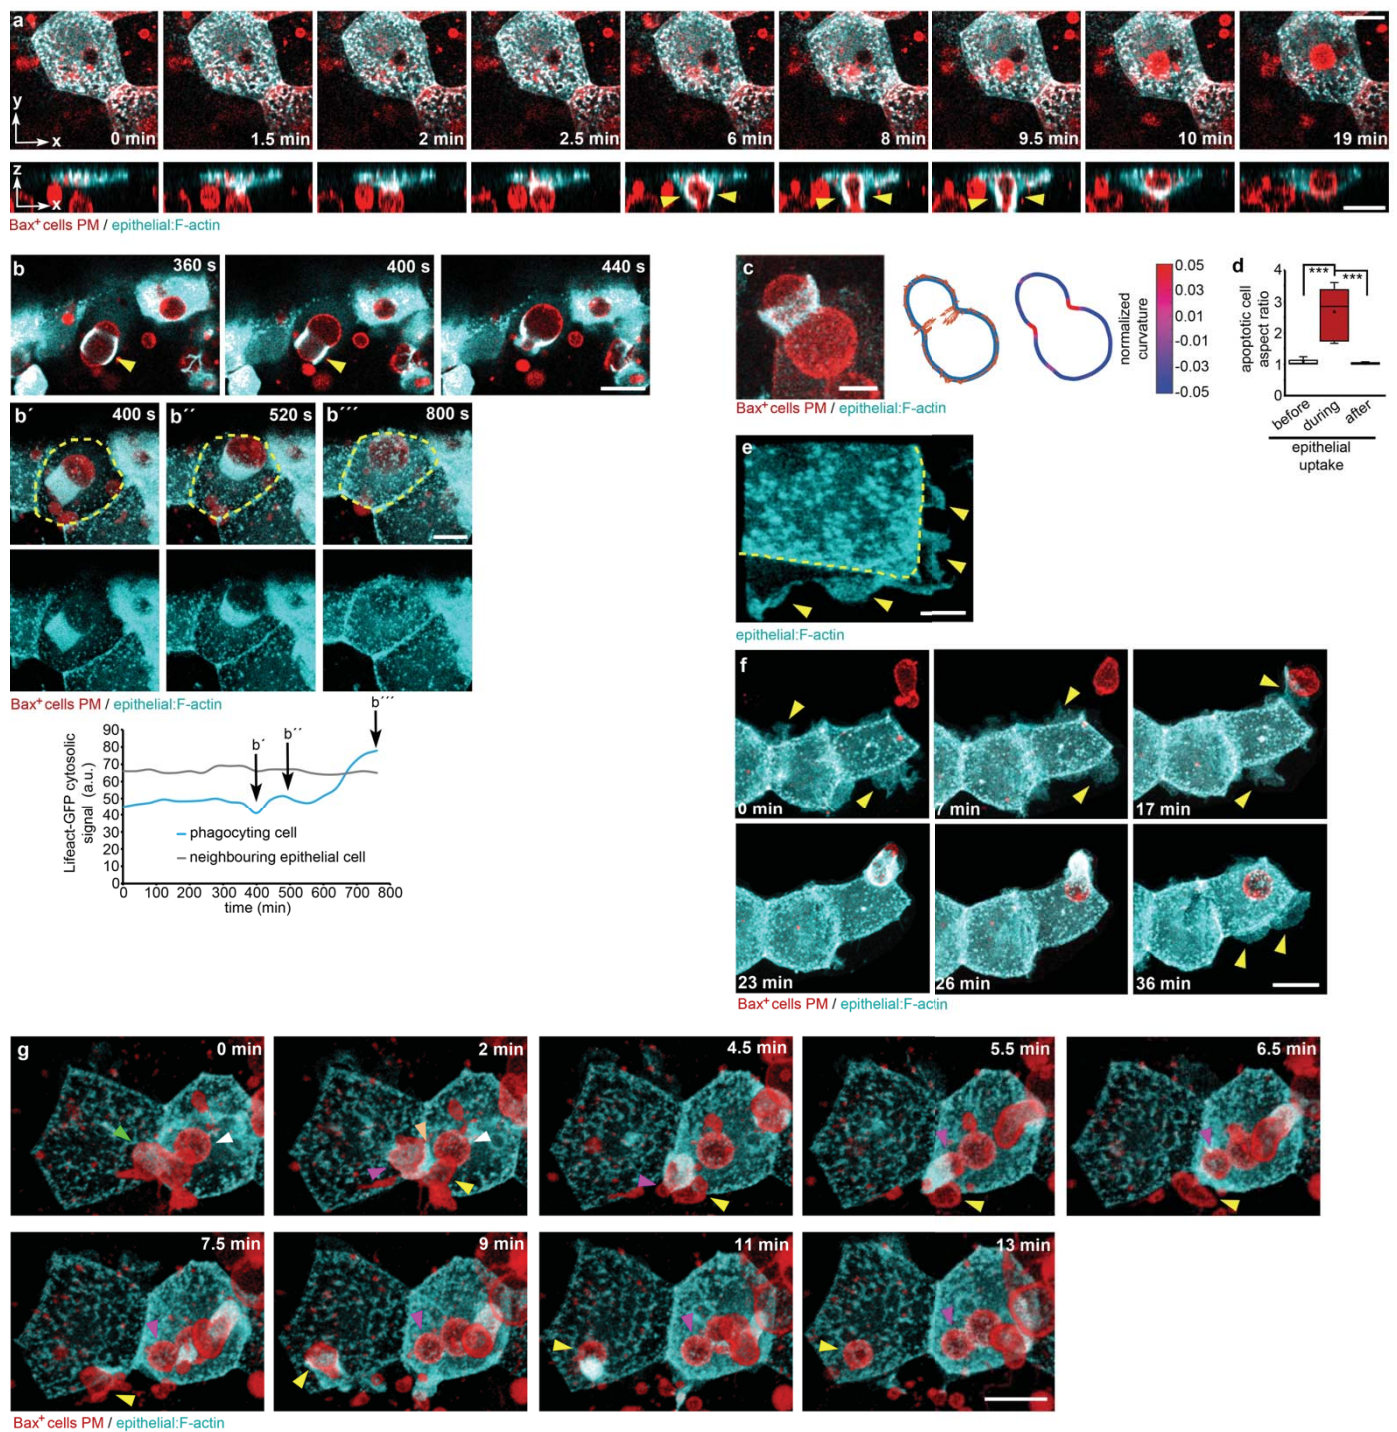 a
y
x
0 min
1.5 min
2 min
2.5 min
6 min
8 min
9.5 min
10 min
19 min
z
x
Bax+ cells PM / epithelial:F-actin
b
360 s
400 s
440 s
b´
400 s
b´´
520 s
b´´´
800 s
Bax+ cells PM / epithelial:F-actin
b´´´
b´
b´´
Lifeact-GFP cytosolic
signal (a.u.)
90
80
70
60
50
40
30
20
10
0
phagocyting cell
neighbouring epithelial cell
0 100 200 300 400 500 600 700 800
time (min)
c
Bax+ cells PM / epithelial:F-actin
normalized
curvature
0.05
0.03
0.01
-0.01
-0.03
-0.05
d
apoptotic cell
aspect ratio
4
3
2
1
0
*** ***
before
during
after
epithelial
uptake
e
epithelial:F-actin
f
0 min
7 min
17 min
23 min
26 min
36 min
Bax+ cells PM / epithelial:F-actin
g
0 min
2 min
4.5 min
5.5 min
6.5 min
7.5 min
9 min
11 min
13 min
Bax+ cells PM / epithelial:F-actin